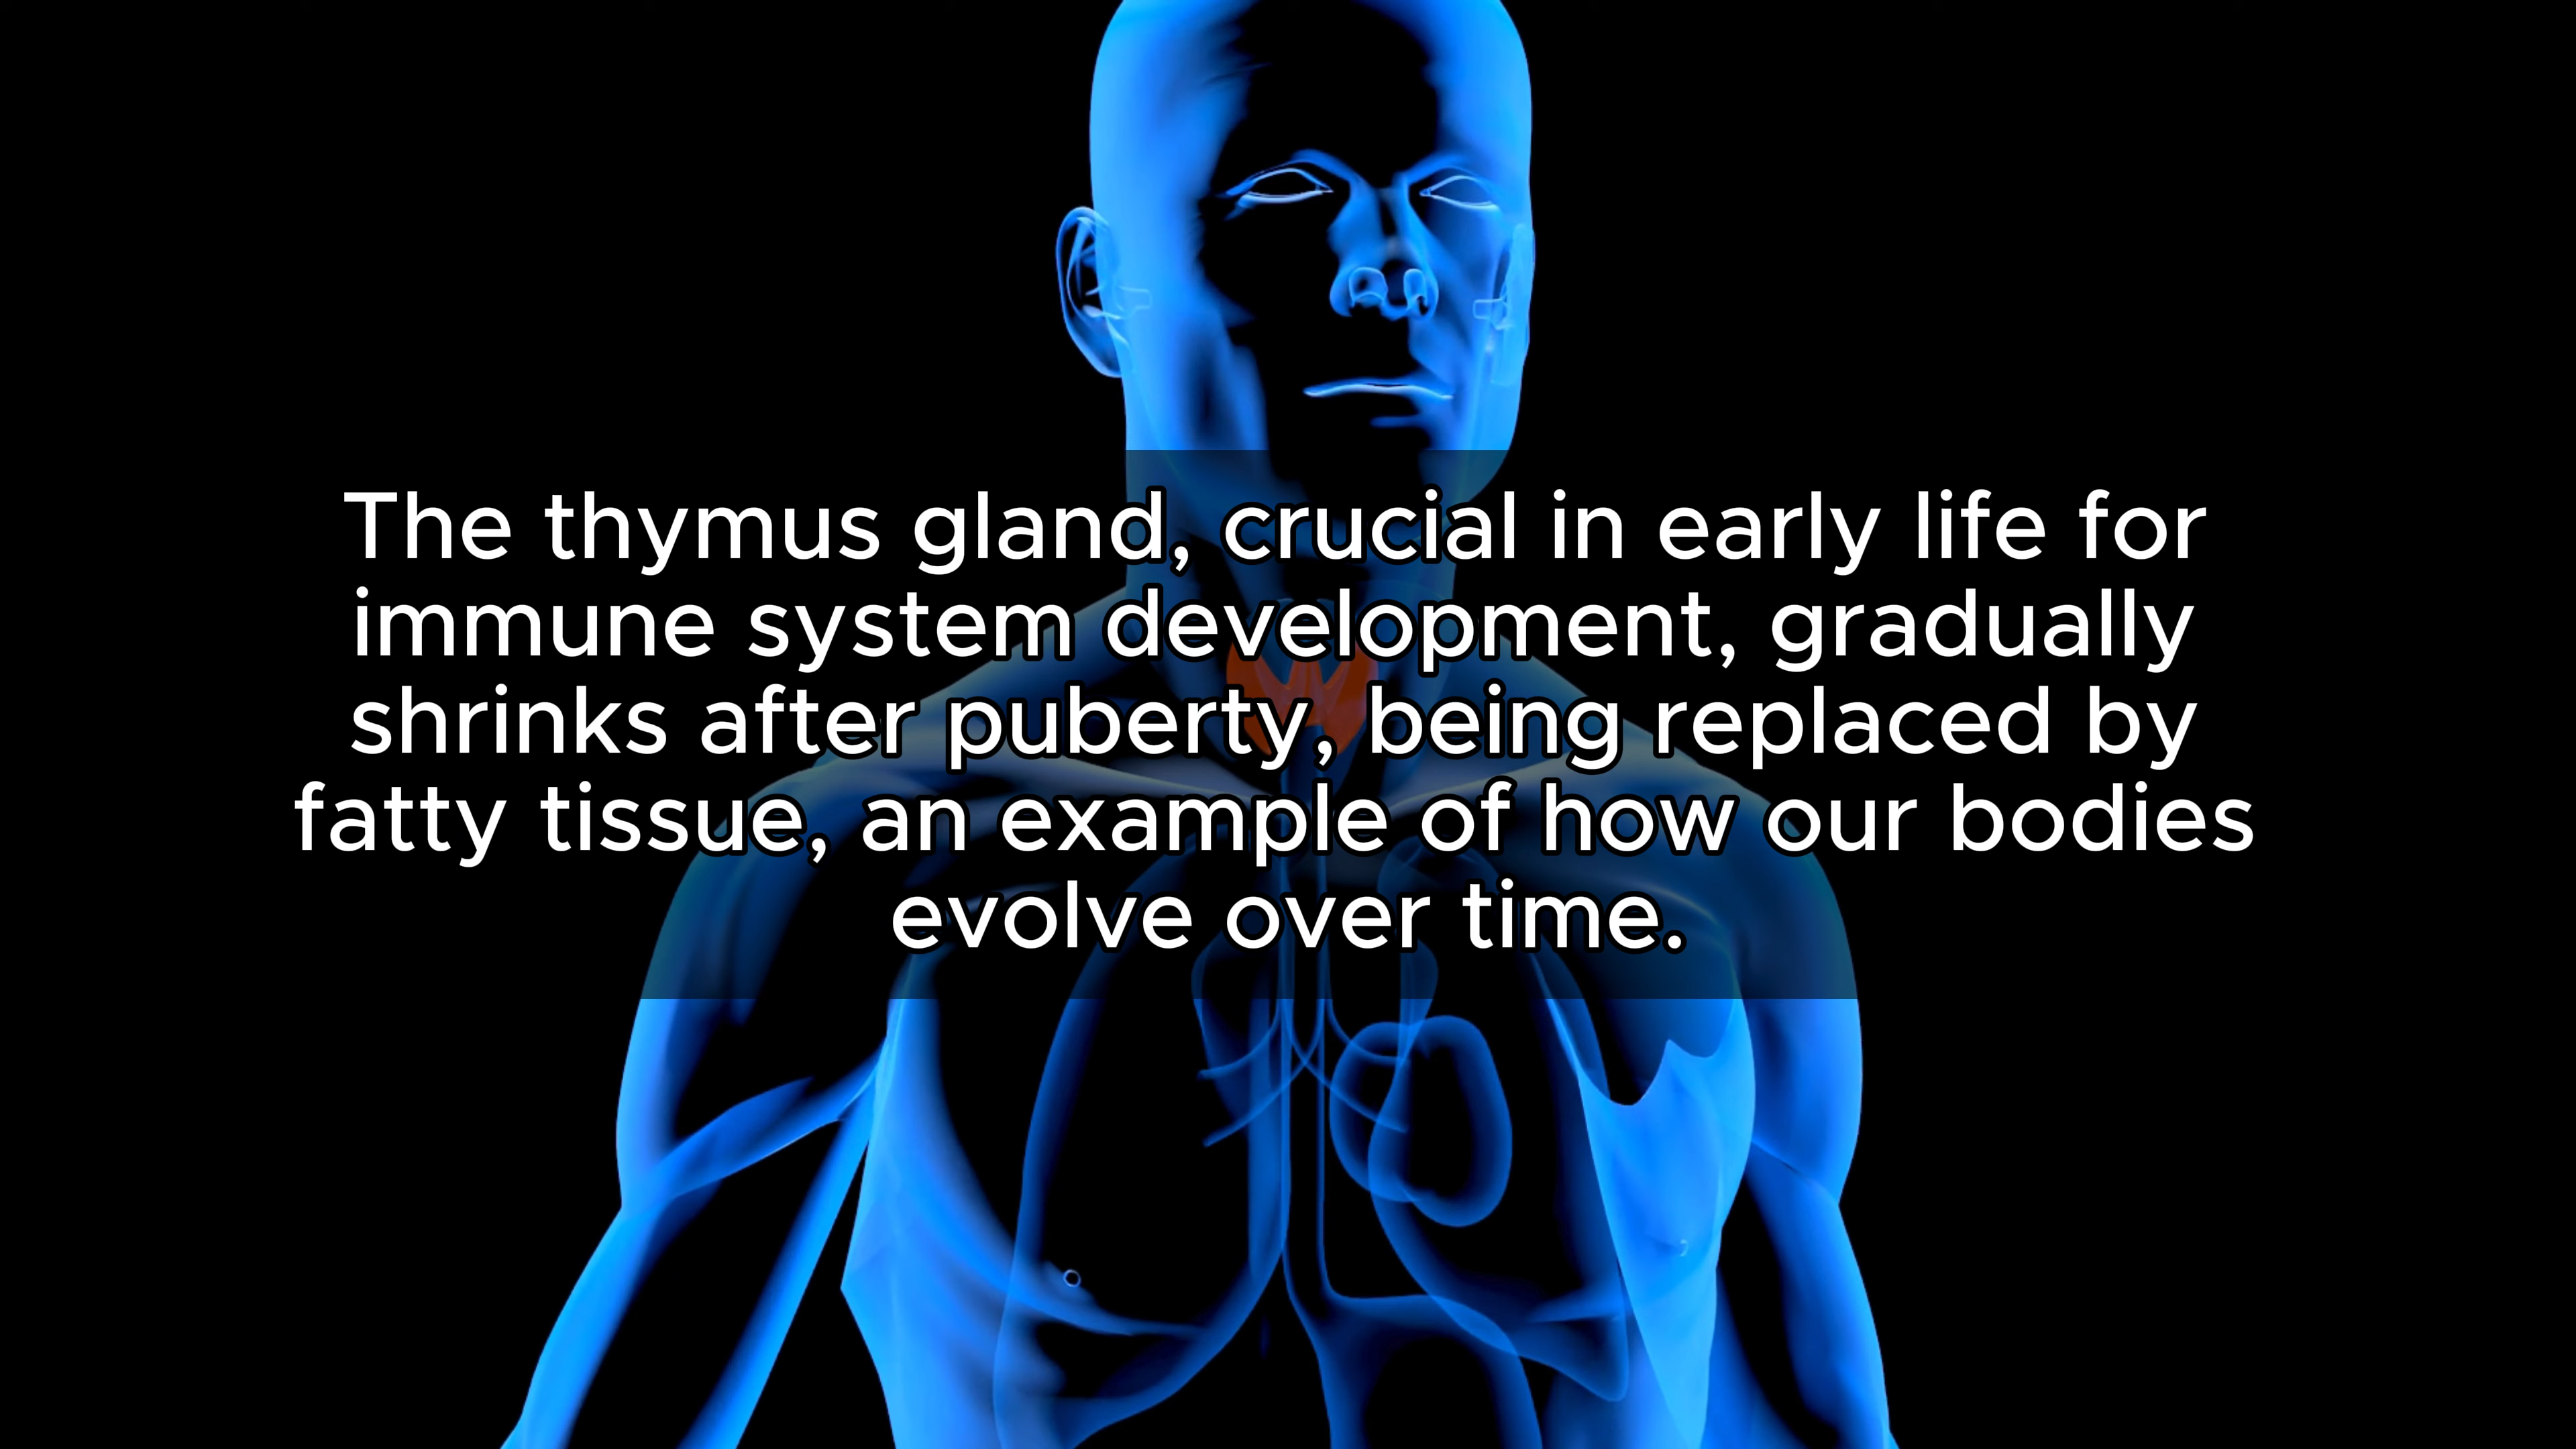 The thymus gland, crucial in early life for
immune system development, gradually
shrinks after puberty, being replaced by
fatty tissue, an example of how our bodies
evolve over time.